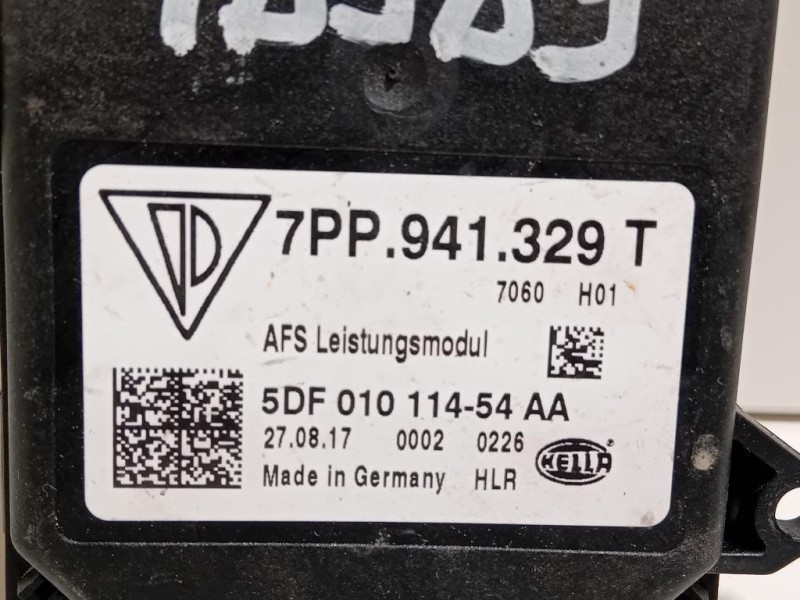 7PP.941.329 T
7060 H01
AFS Leistungsmodul
5DF 010 114-54 AA
27.08.17 0002 0226
HELLA
Made in Germany HLR